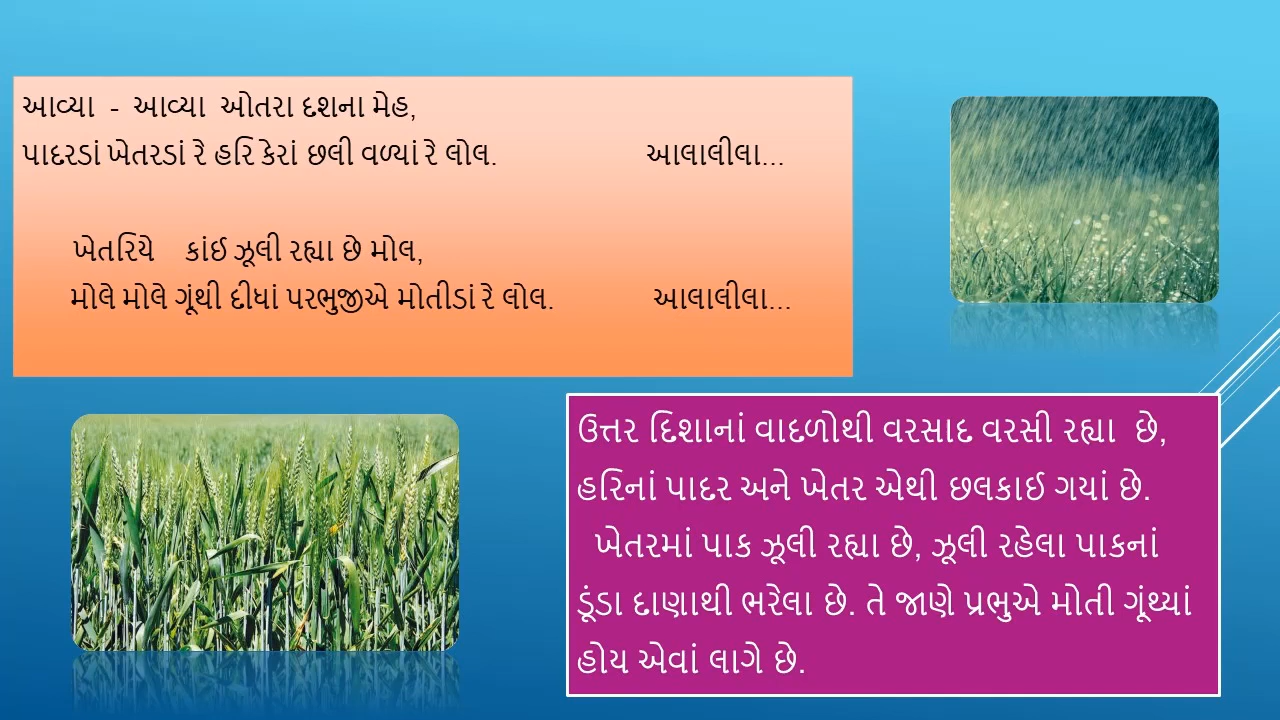 આવ્યા - આવ્યા ઓતરા દશના મેહ,
પાદરડાં ખેતરડાં રે હરિ કેરાં છલી વળ્યાં રે લોલ. આલાલીલા...
ખેતરિયે કાંઈ ઝૂલી રહ્યા છે મોલ,
મોલે મોલે ગૂંથી દીધાં પરભુજીએ મોતીડાં રે લોલ. આલાલીલા...
ઉત્તર દિશાનાં વાદળોથી વરસાદ વરસી રહ્યા છે,
હરિનાં પાદર અને ખેતર એથી છલકાઈ ગયાં છે.
ખેતરમાં પાક ઝૂલી રહ્યા છે, ઝૂલી રહેલા પાકનાં
ડૂંડા દાણાથી ભરેલા છે. તે જાણે પ્રભુએ મોતી ગૂંથ્યાં
હોય એવાં લાગે છે.